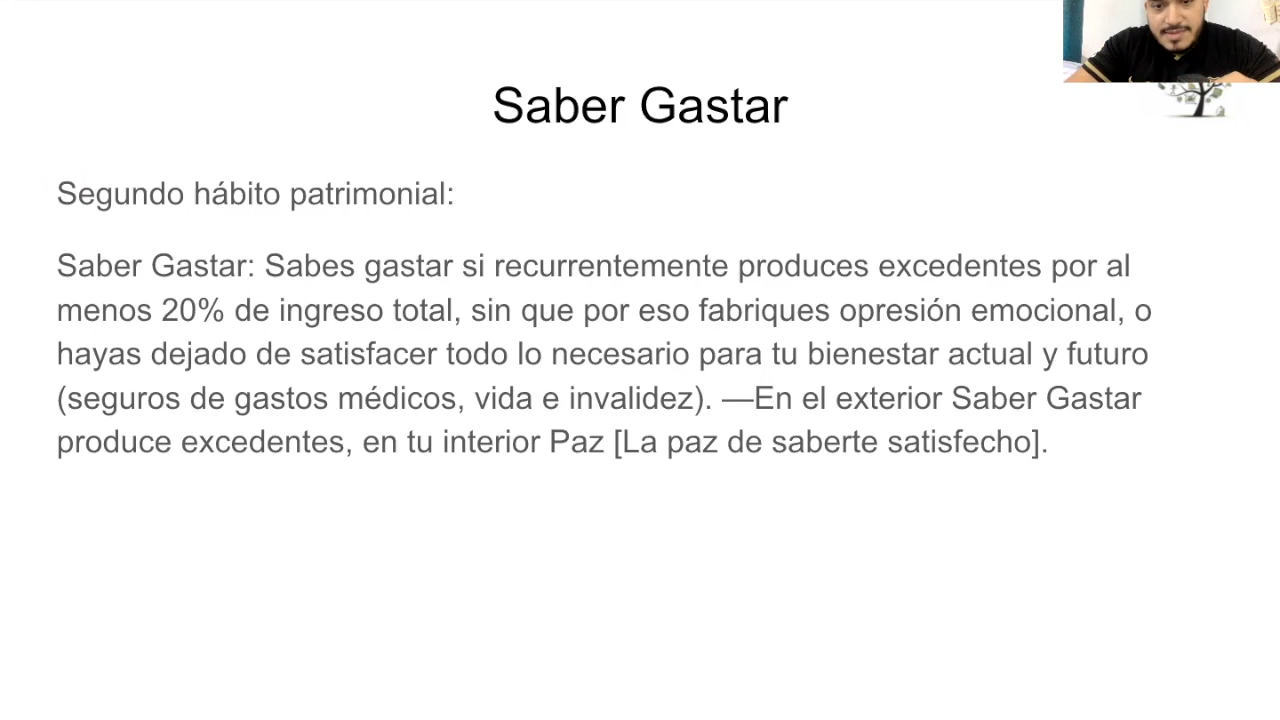 Saber Gastar
Segundo hábito patrimonial:
Saber Gastar: Sabes gastar si recurrentemente produces excedentes por al
menos 20% de ingreso total, sin que por eso fabriques opresión emocional, o
hayas dejado de satisfacer todo lo necesario para tu bienestar actual y futuro
(seguros de gastos médicos, vida e invalidez). —En el exterior Saber Gastar
produce excedentes, en tu interior Paz [La paz de saberte satisfecho].